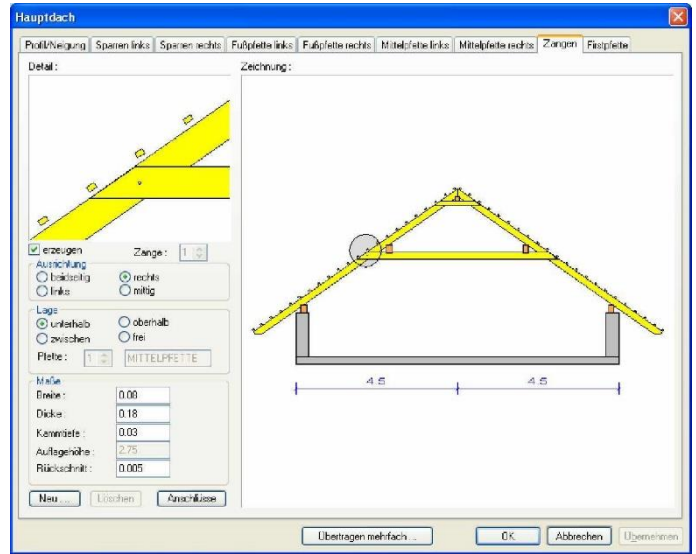 Hauptdach
Profil/Neigung Sparren links Sparren rechts Fußpfette links Fußpfette rechts Mittelpfette links Mittelpfette rechts Zangen Firstpfette
Detail:
Zeichnung:
erzeugen Zange: 1
Ausrichtung
beidseitig rechts
links mittig
Lage
unterhalb oberhalb
zwischen frei
Pfette: 1 MITTELPFETTE
Maße
Breite: 0.08
Dicke: 0.18
Kammtiefe: 0.03
Auflagehöhe: 2.75
Rückschnitt: 0.005
4.5 4.5
Neu ... Löschen Anschlüsse
Übertragen mehrfach ... OK Abbrechen Übernehmen